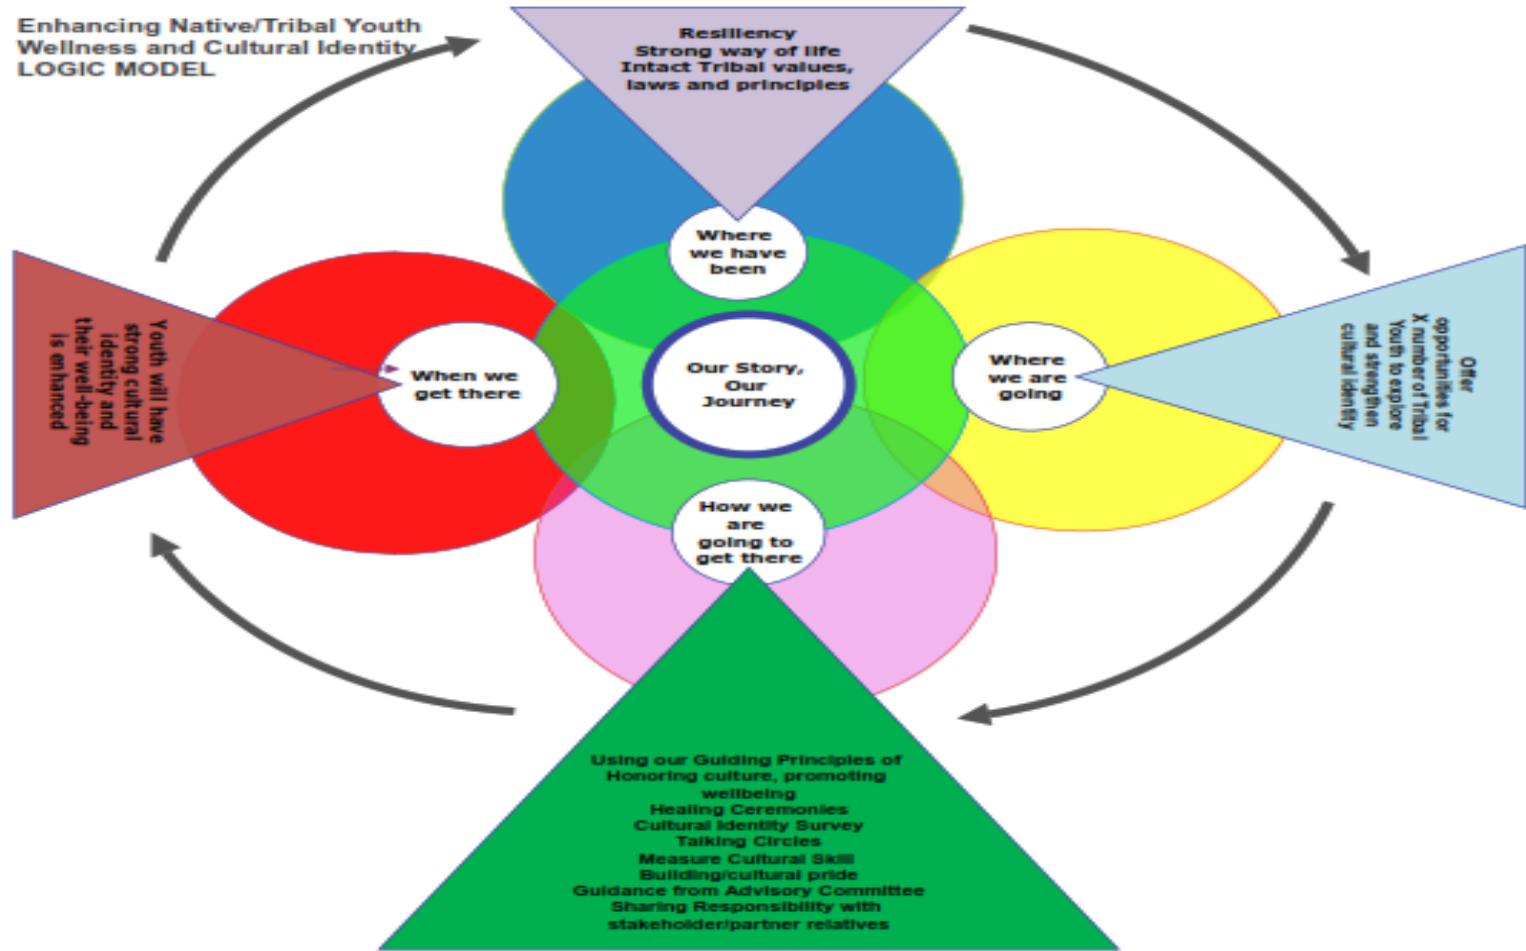 Enhancing Native/Tribal Youth
Wellness and Cultural Identity
LOGIC MODEL
Resiliency
Strong way of life
Intact Tribal values,
laws and principles
Where
we have
been
Our Story,
Our
Journey
Where
we are
going
Offer
opportunities for
X number of Tribal
Youth to explore
and strengthen
cultural identity
How we
are
going to
get there
Using our Guiding Principles of
Honoring culture, promoting
wellbeing
Healing Ceremonies
Cultural Identity Survey
Talking Circles
Measure Cultural Skill
Building/cultural pride
Guidance from Advisory Committee
Sharing Responsibility with
stakeholder/partner relatives
When we
get there
Youth will have
strong cultural
identity and
their well-being
is enhanced